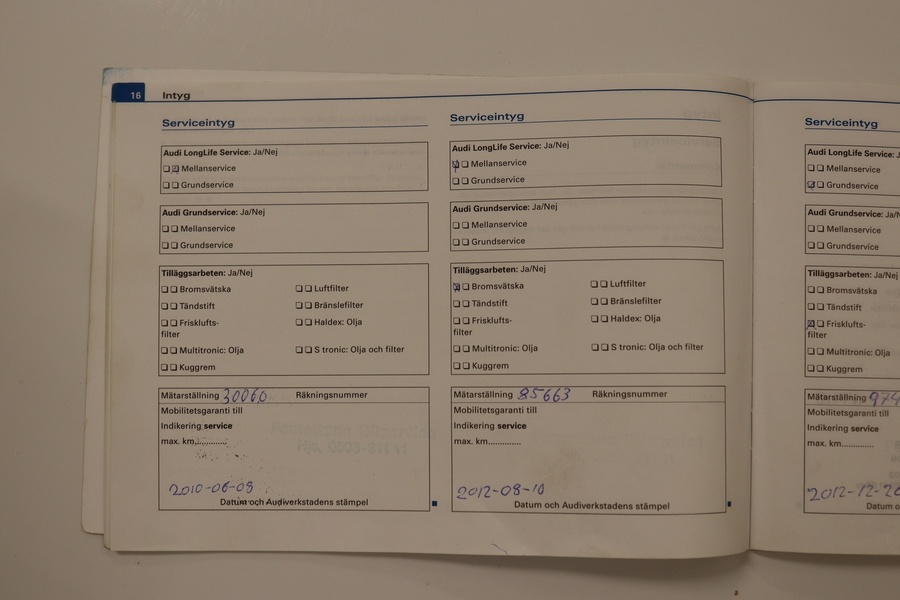 16 Intyg
Serviceintyg
Audi LongLife Service: Ja/Nej
Mellanservice
Grundservice
Audi Grundservice: Ja/Nej
Mellanservice
Grundservice
Tilläggsarbeten: Ja/Nej
Bromsvätska Luftfilter
Tändstift Bränslefilter
Frisklufts- Haldex: Olja
filter
Multitronic: Olja S tronic: Olja och filter
Kuggrem
Mätarställning 30060 Räkningsnummer
Mobilitetsgaranti till
Indikering service
max. km.............
2010-06-09
Datum och Audiverkstadens stämpel
Serviceintyg
Audi LongLife Service: Ja/Nej
Mellanservice
Grundservice
Audi Grundservice: Ja/Nej
Mellanservice
Grundservice
Tilläggsarbeten: Ja/Nej
Bromsvätska Luftfilter
Tändstift Bränslefilter
Frisklufts- Haldex: Olja
filter
Multitronic: Olja S tronic: Olja och filter
Kuggrem
Mätarställning 85663 Räkningsnummer
Mobilitetsgaranti till
Indikering service
max. km.............
2012-08-10
Datum och Audiverkstadens stämpel
Serviceintyg
Audi LongLife Service: J
Mellanservice
Grundservice
Audi Grundservice: Ja/N
Mellanservice
Grundservice
Tilläggsarbeten: Ja/Nej
Bromsvätska
Tändstift
Frisklufts-
filter
Multitronic: Olja
Kuggrem
Mätarställning 974
Mobilitetsgaranti till
Indikering service
max. km.............
2012-12-20
Datum o